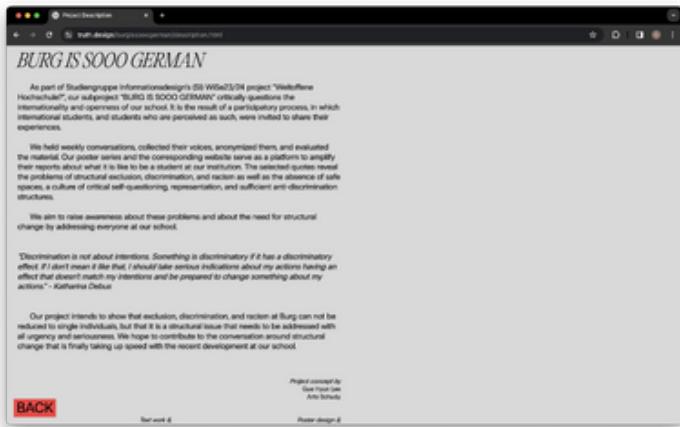 Project Description
truth.design/burgissooogerman/description.html
BURG IS SOOO GERMAN
As part of Studiengruppe Informationsdesign's (SI) WiSe23/24 project "Weltoffene
Hochschule?", our subproject "BURG IS SOOO GERMAN" critically questions the
internationality and openness of our school. It is the result of a participatory process, in which
international students, and students who are perceived as such, were invited to share their
experiences.
We held weekly conversations, collected their voices, anonymized them, and evaluated
the material. Our poster series and the corresponding website serve as a platform to amplify
their reports about what it is like to be a student at our institution. The selected quotes reveal
the problems of structural exclusion, discrimination, and racism as well as the absence of safe
spaces, a culture of critical self-questioning, representation, and sufficient anti-discrimination
structures.
We aim to raise awareness about these problems and about the need for structural
change by addressing everyone at our school.
"Discrimination is not about intentions. Something is discriminatory if it has a discriminatory
effect. If I don't mean it like that, I should take serious indications about my actions having an
effect that doesn't match my intentions and be prepared to change something about my
actions." - Katharina Debus
Our project intends to show that exclusion, discrimination, and racism at Burg can not be
reduced to single individuals, but that it is a structural issue that needs to be addressed with
all urgency and seriousness. We hope to contribute to the conversation around structural
change that is finally taking up speed with the recent development at our school.
Project concept by
Lee
BACK
Text work &
Poster design &